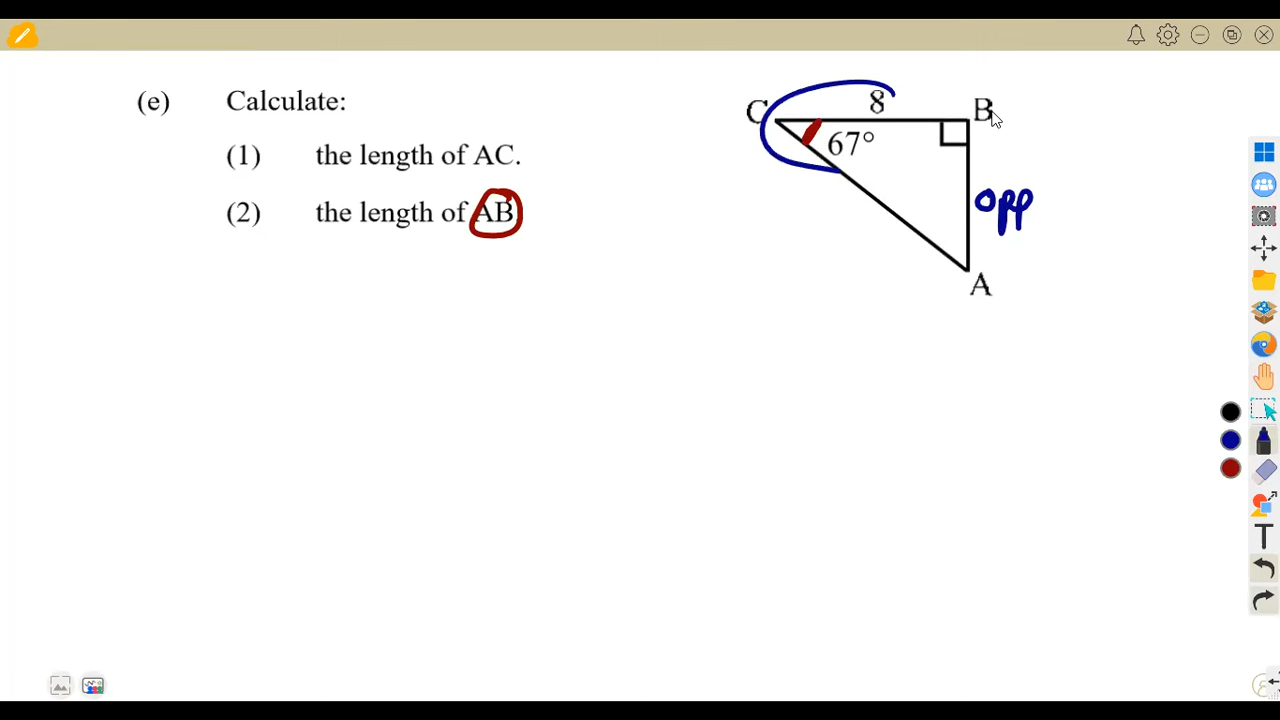 (e) Calculate:
(1) the length of AC.
(2) the length of AB
C 8 B
67°
opp
A
T